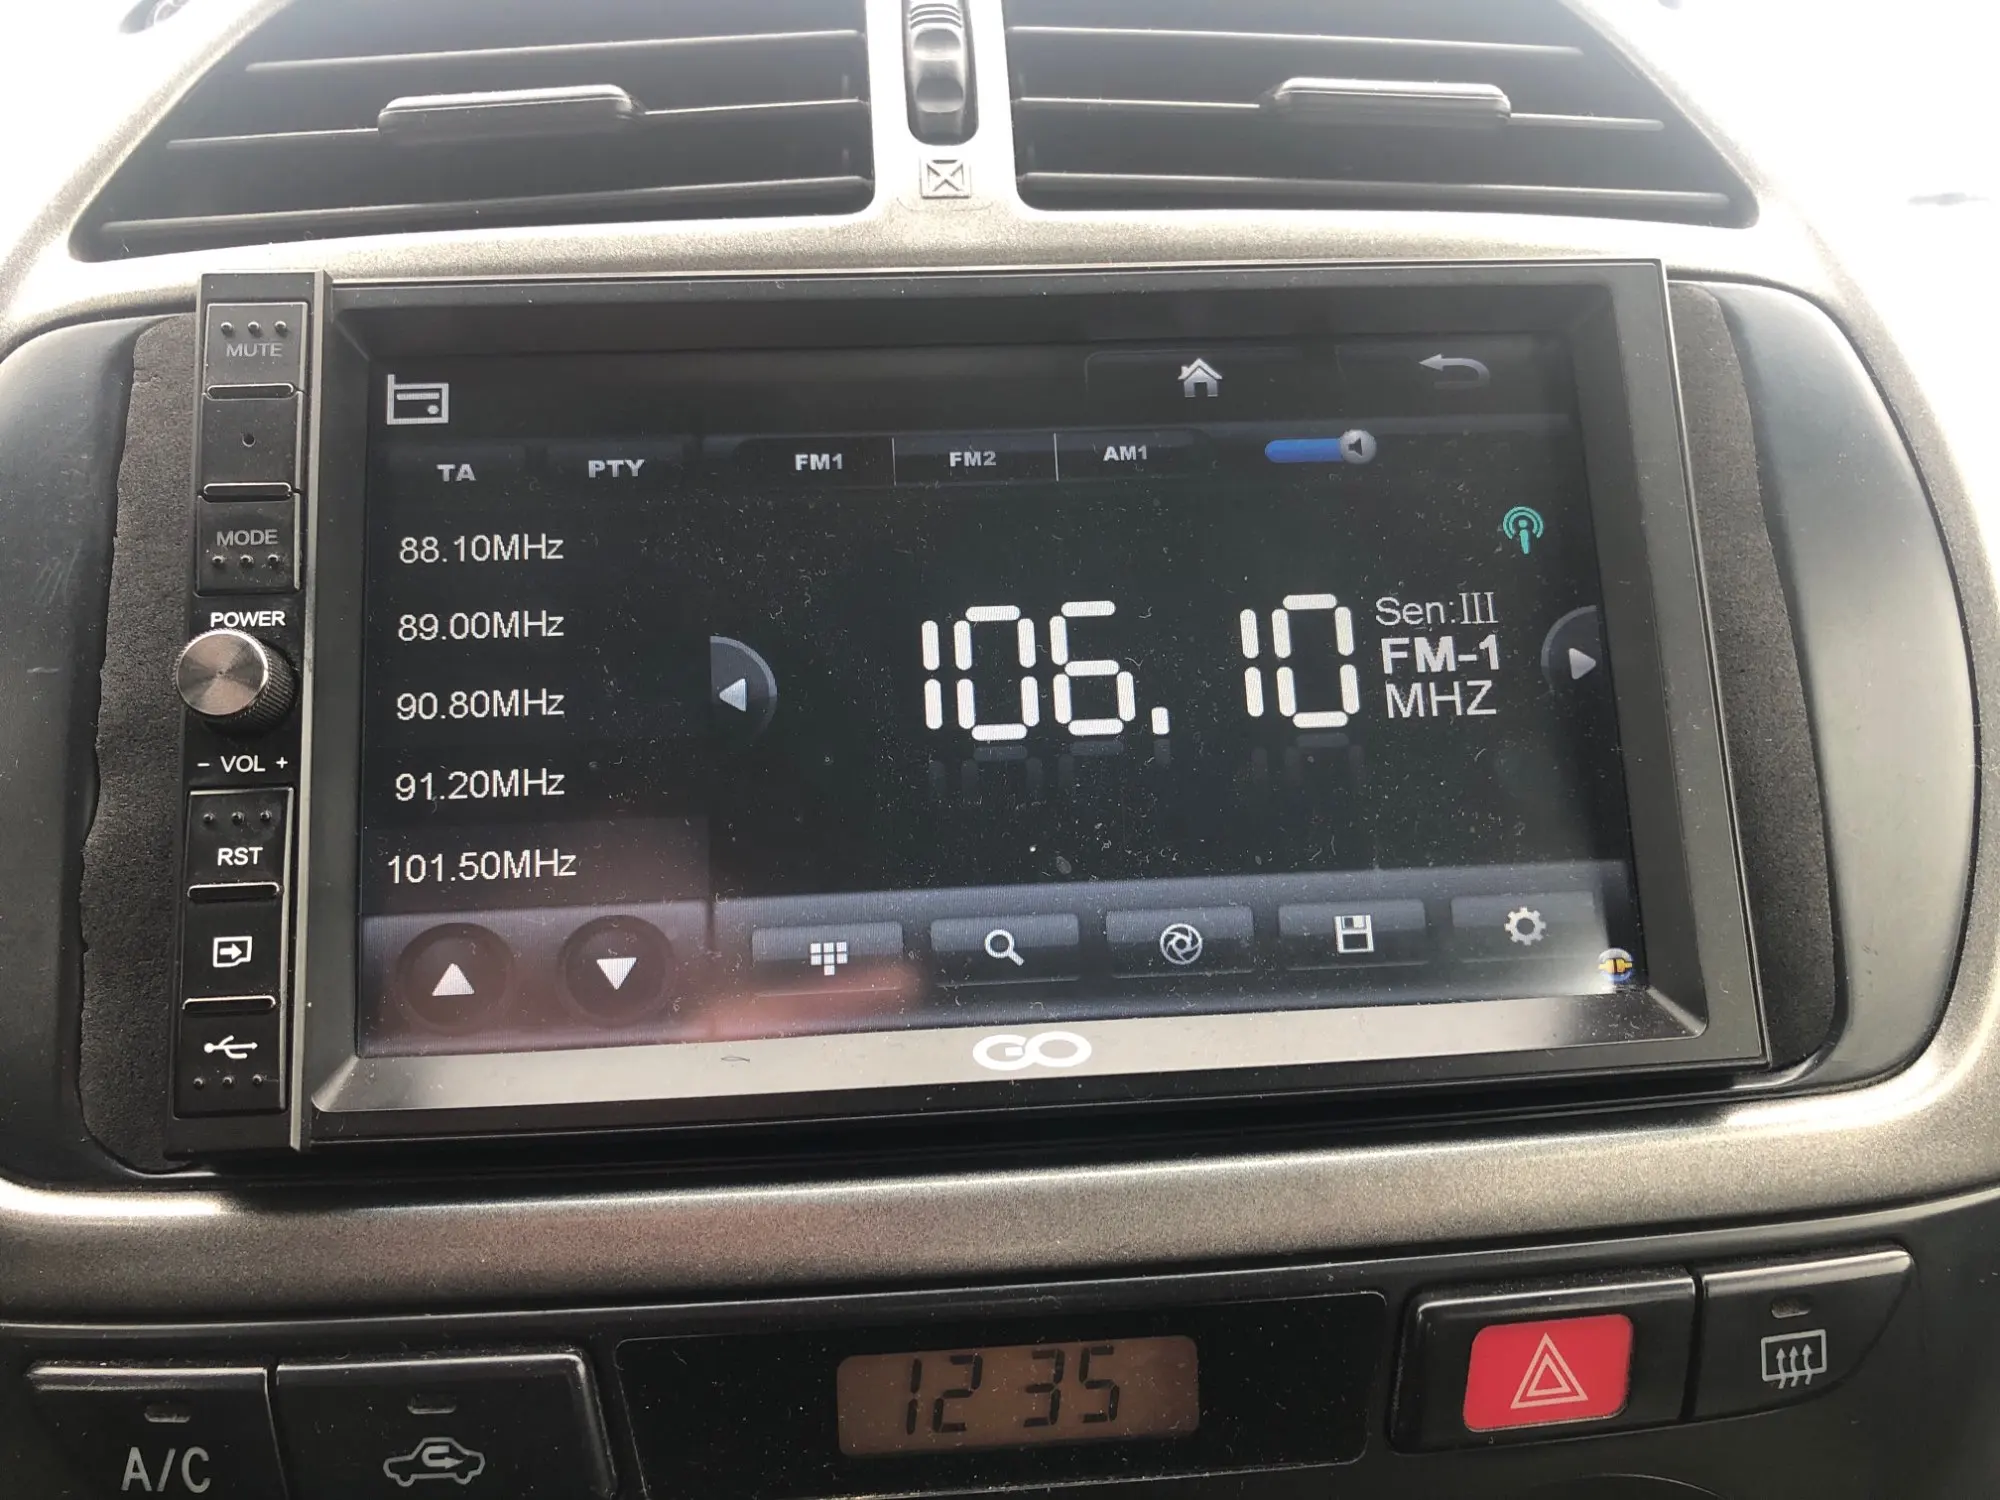 MUTE
MODE
POWER
- VOL +
RST
TA
PTY
FM1
FM2
AM1
88.10MHz
89.00MHz
90.80MHz
91.20MHz
101.50MHz
106.10
Sen:III
FM-1
MHZ
GO
12 35
A/C